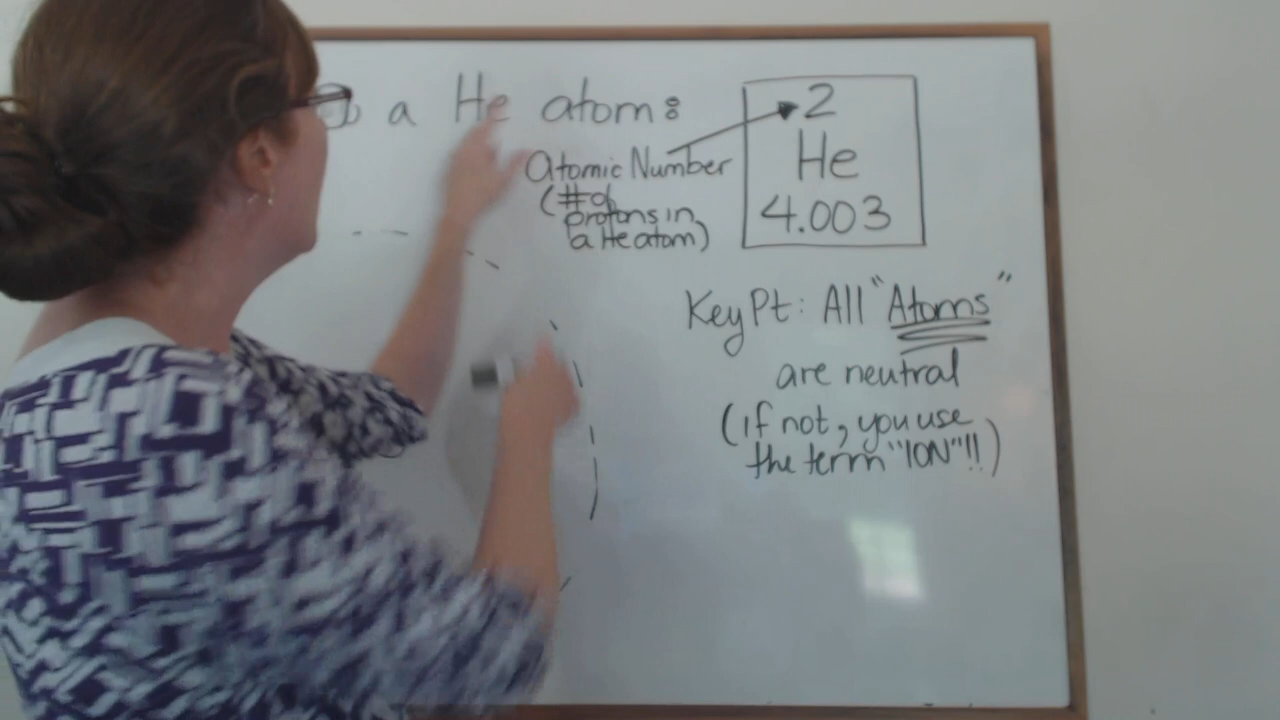 a He atom:
2
He
4.003
Atomic Number
(# of
protons in
a He atom)
Key Pt: All "Atoms"
are neutral
(if not, you use
the term "ION"!!)